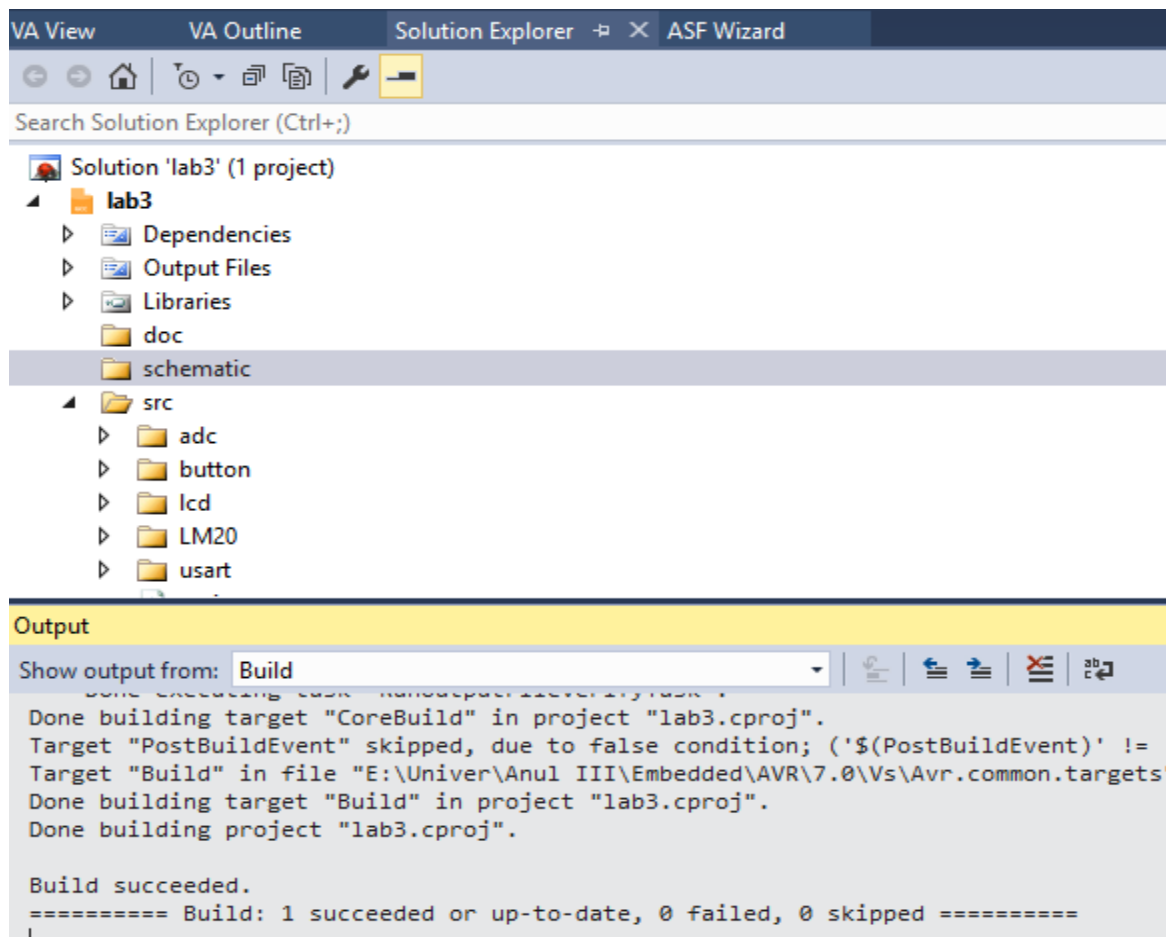 VA View VA Outline Solution Explorer ASF Wizard
Search Solution Explorer (Ctrl+;)
Solution 'lab3' (1 project)
lab3
Dependencies
Output Files
Libraries
doc
schematic
src
adc
button
lcd
LM20
usart
Output
Show output from: Build
Done executing task "RunOutputFileVerifyTask".
Done building target "CoreBuild" in project "lab3.cproj".
Target "PostBuildEvent" skipped, due to false condition; ('$(PostBuildEvent)' !=
Target "Build" in file "E:\Univer\Anul III\Embedded\AVR\7.0\Vs\Avr.common.targets"
Done building target "Build" in project "lab3.cproj".
Done building project "lab3.cproj".
Build succeeded.
========== Build: 1 succeeded or up-to-date, 0 failed, 0 skipped ==========